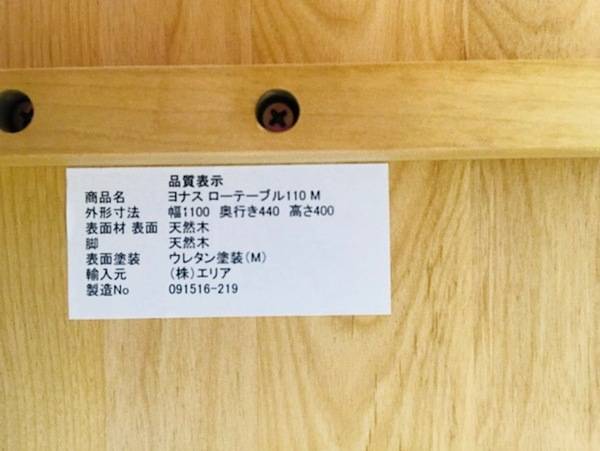 品質表示
商品名 ヨナス ローテーブル110 M
外形寸法 幅1100 奥行き440 高さ400
表面材 表面 天然木
脚 天然木
表面塗装 ウレタン塗装(M)
輸入元 (株)エリア
製造No 091516-219